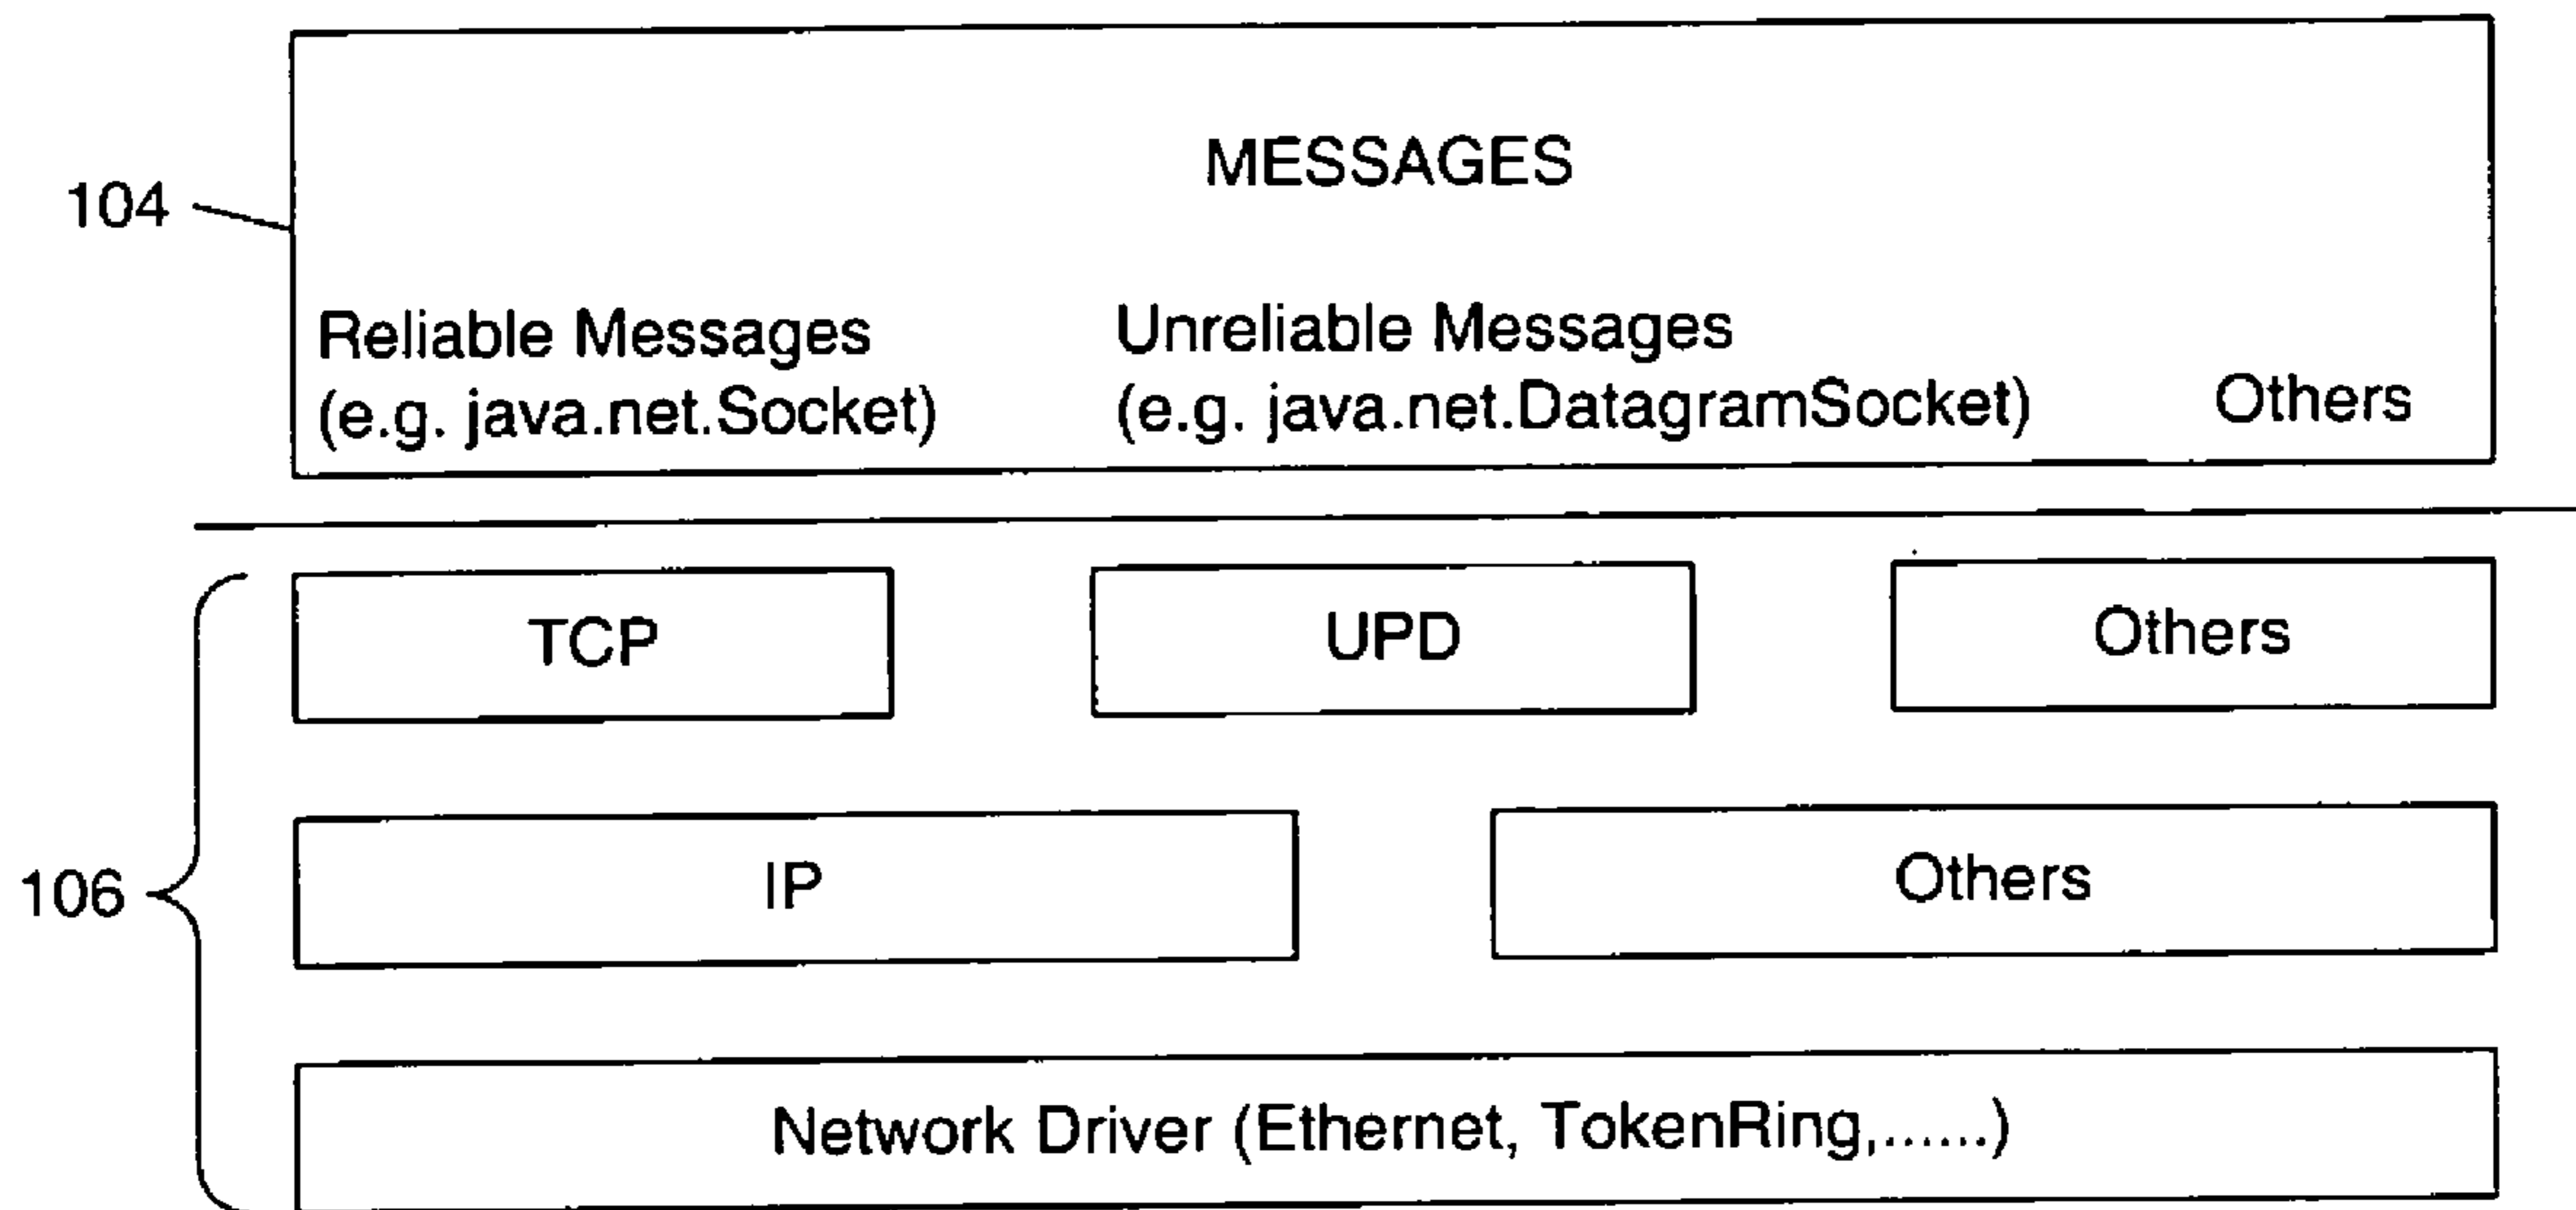 MESSAGES
104
Reliable Messages
(e.g. java.net.Socket)
Unreliable Messages
(e.g. java.net.DatagramSocket)
Others
TCP
UPD
Others
106
IP
Others
Network Driver (Ethernet, TokenRing,......)